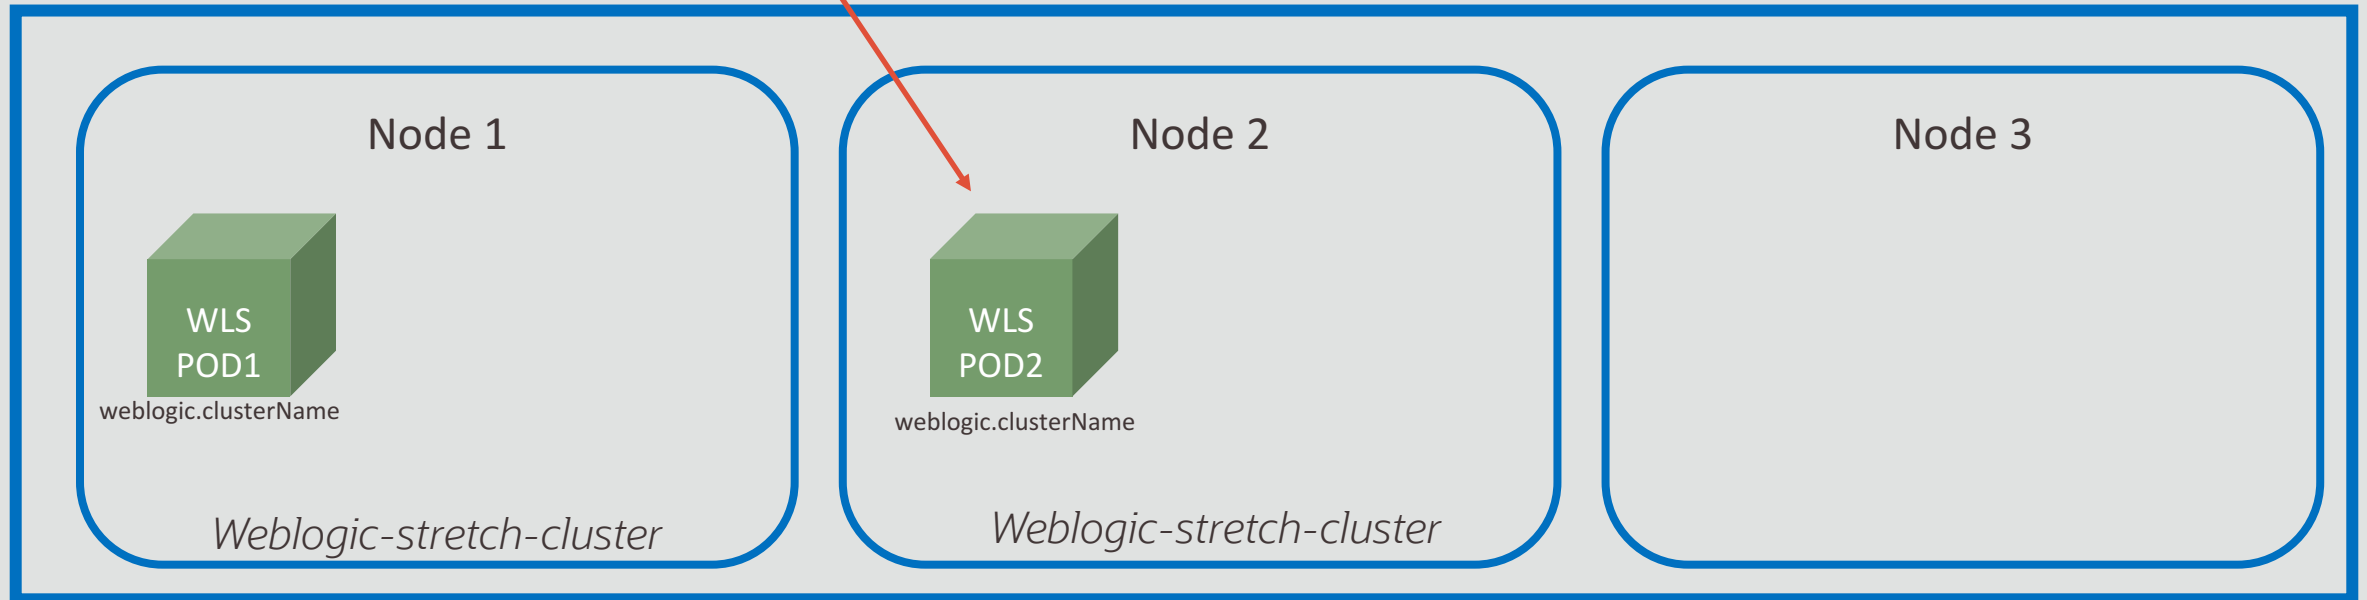 Node 1
WLS
POD1
weblogic.clusterName
Weblogic-stretch-cluster
Node 2
WLS
POD2
weblogic.clusterName
Weblogic-stretch-cluster
Node 3